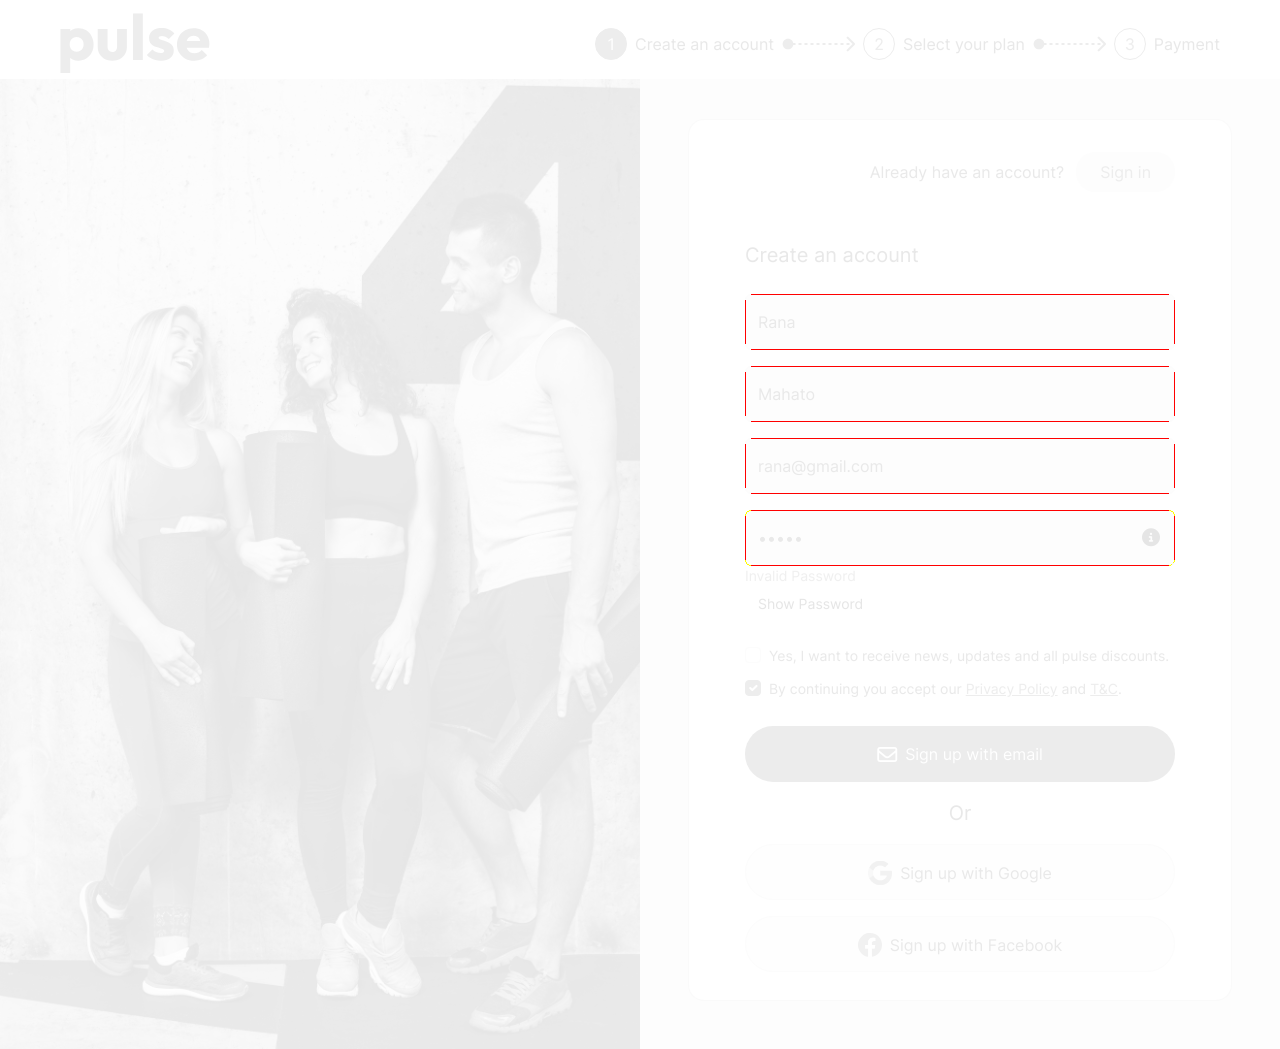 pulse
1 Create an account 2 Select your plan 3 Payment
Already have an account? Sign in
Create an account
Rana
Mahato
rana@gmail.com
•••••
Invalid Password
Show Password
Yes, I want to receive news, updates and all pulse discounts.
By continuing you accept our Privacy Policy and T&C.
Sign up with email
Or
Sign up with Google
Sign up with Facebook